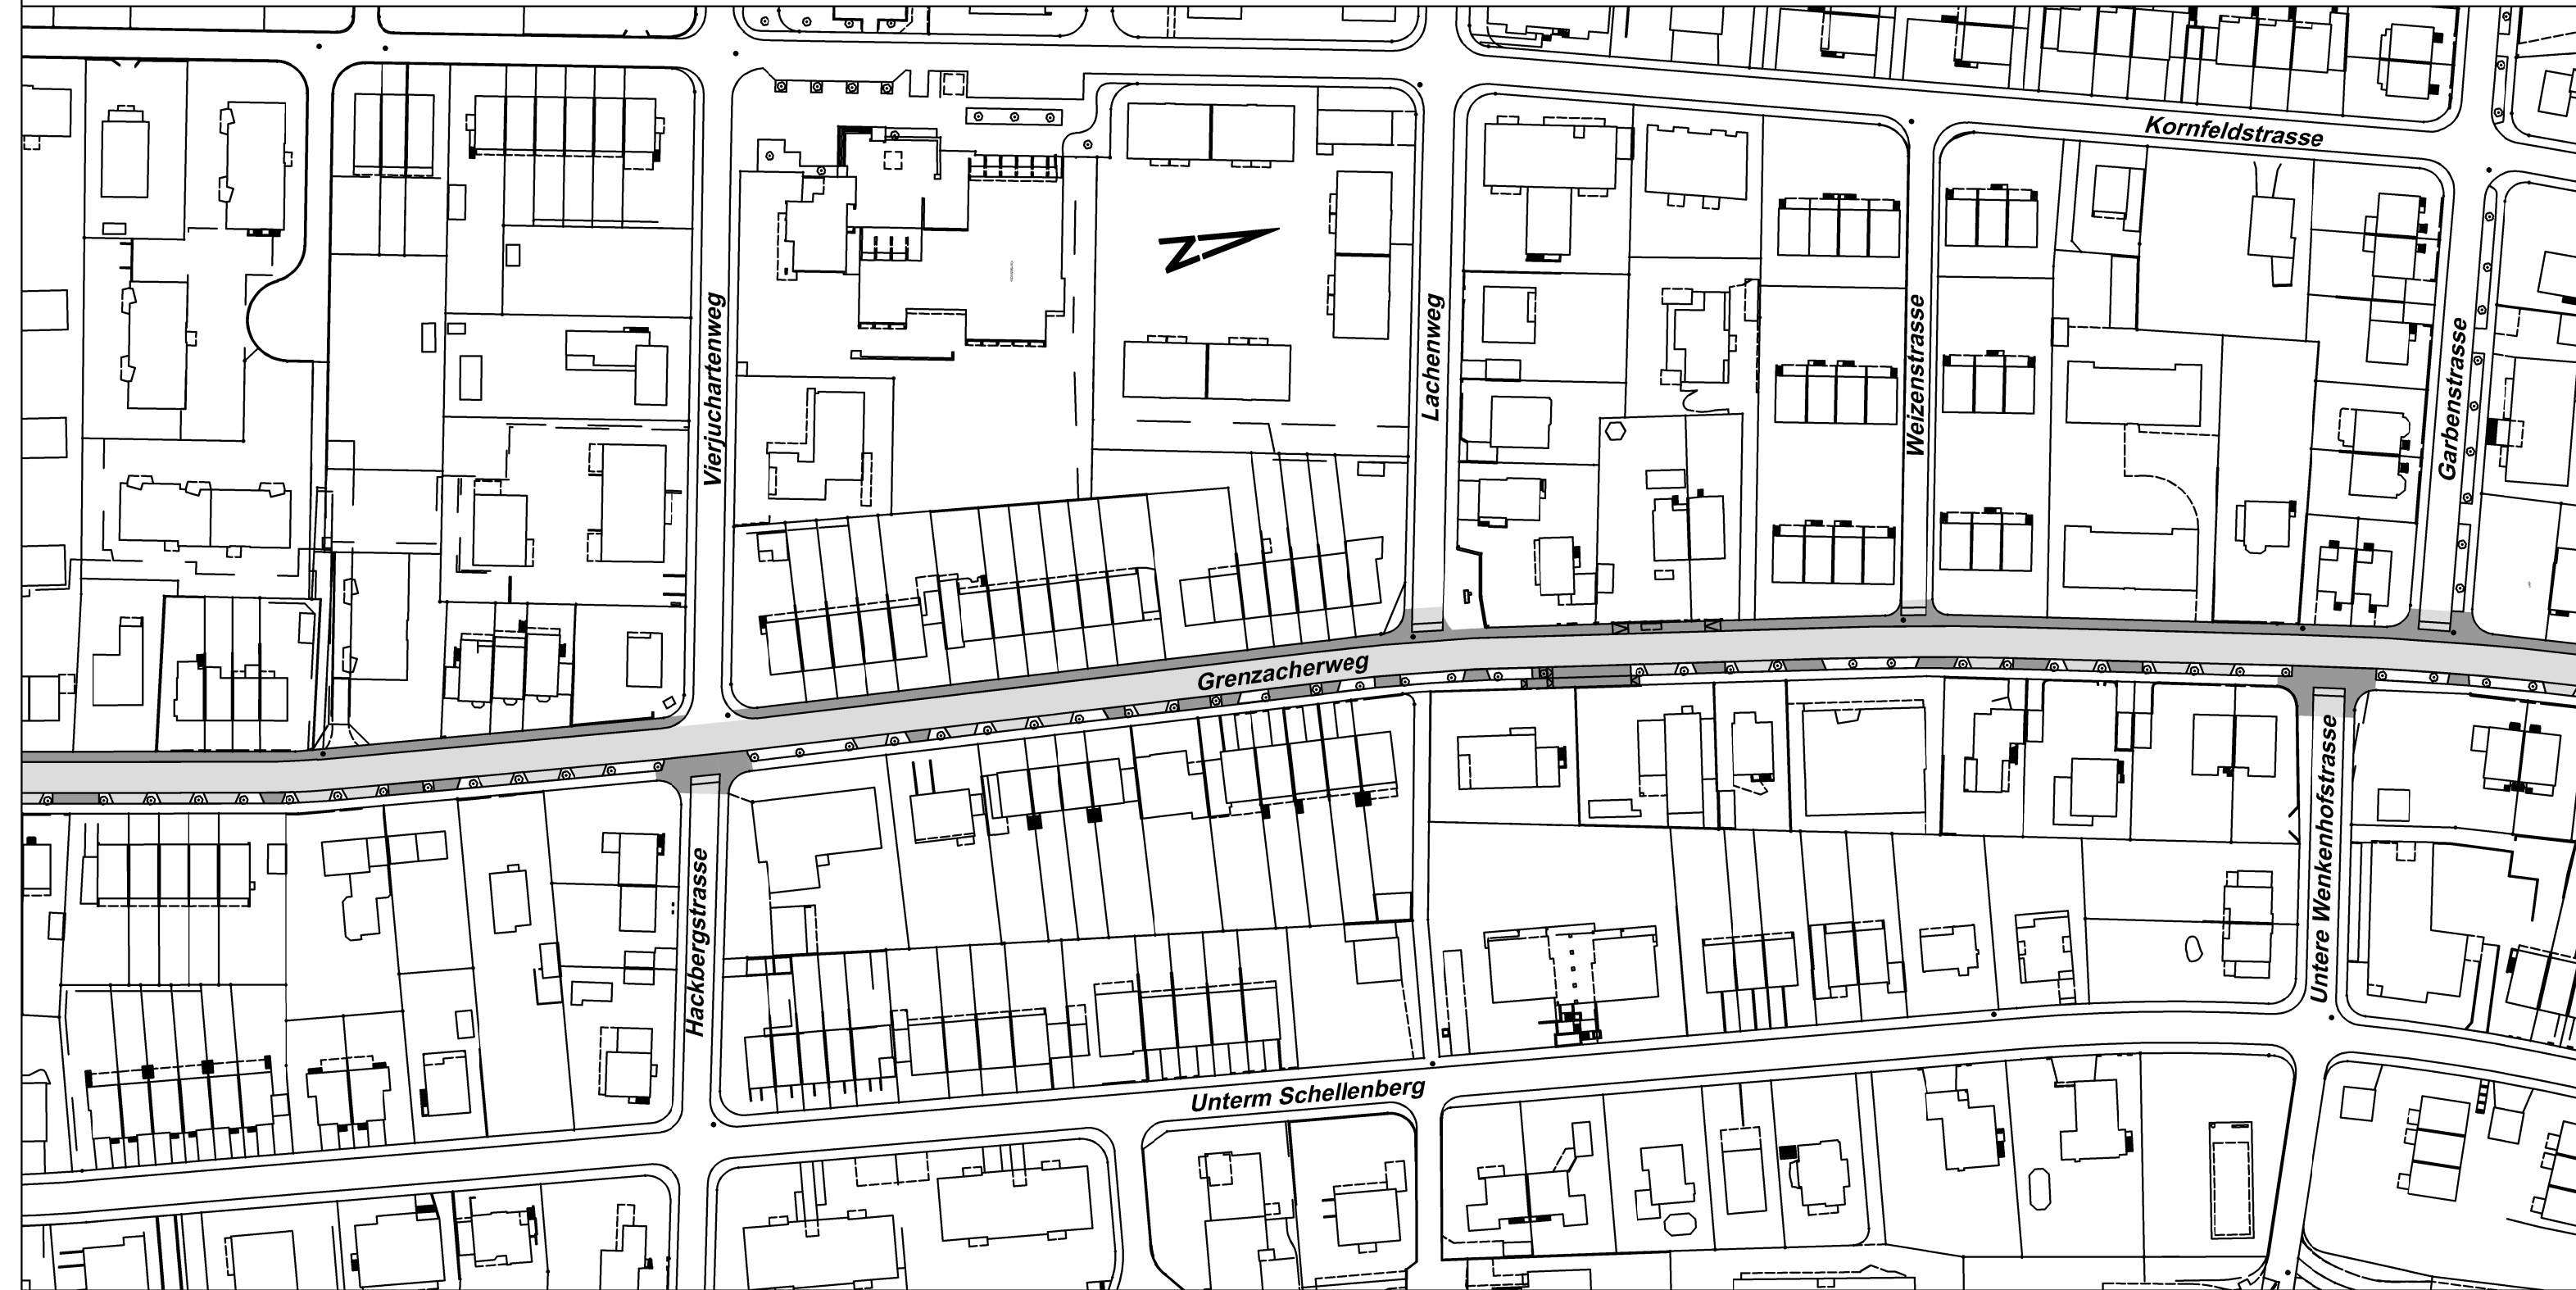 Kornfeldstrasse
Vierjuchartenweg
Lachenweg
Weizenstrasse
Garbenstrasse
N
Grenzacherweg
Hackbergstrasse
Untere Wenkenhofstrasse
Unterm Schellenberg